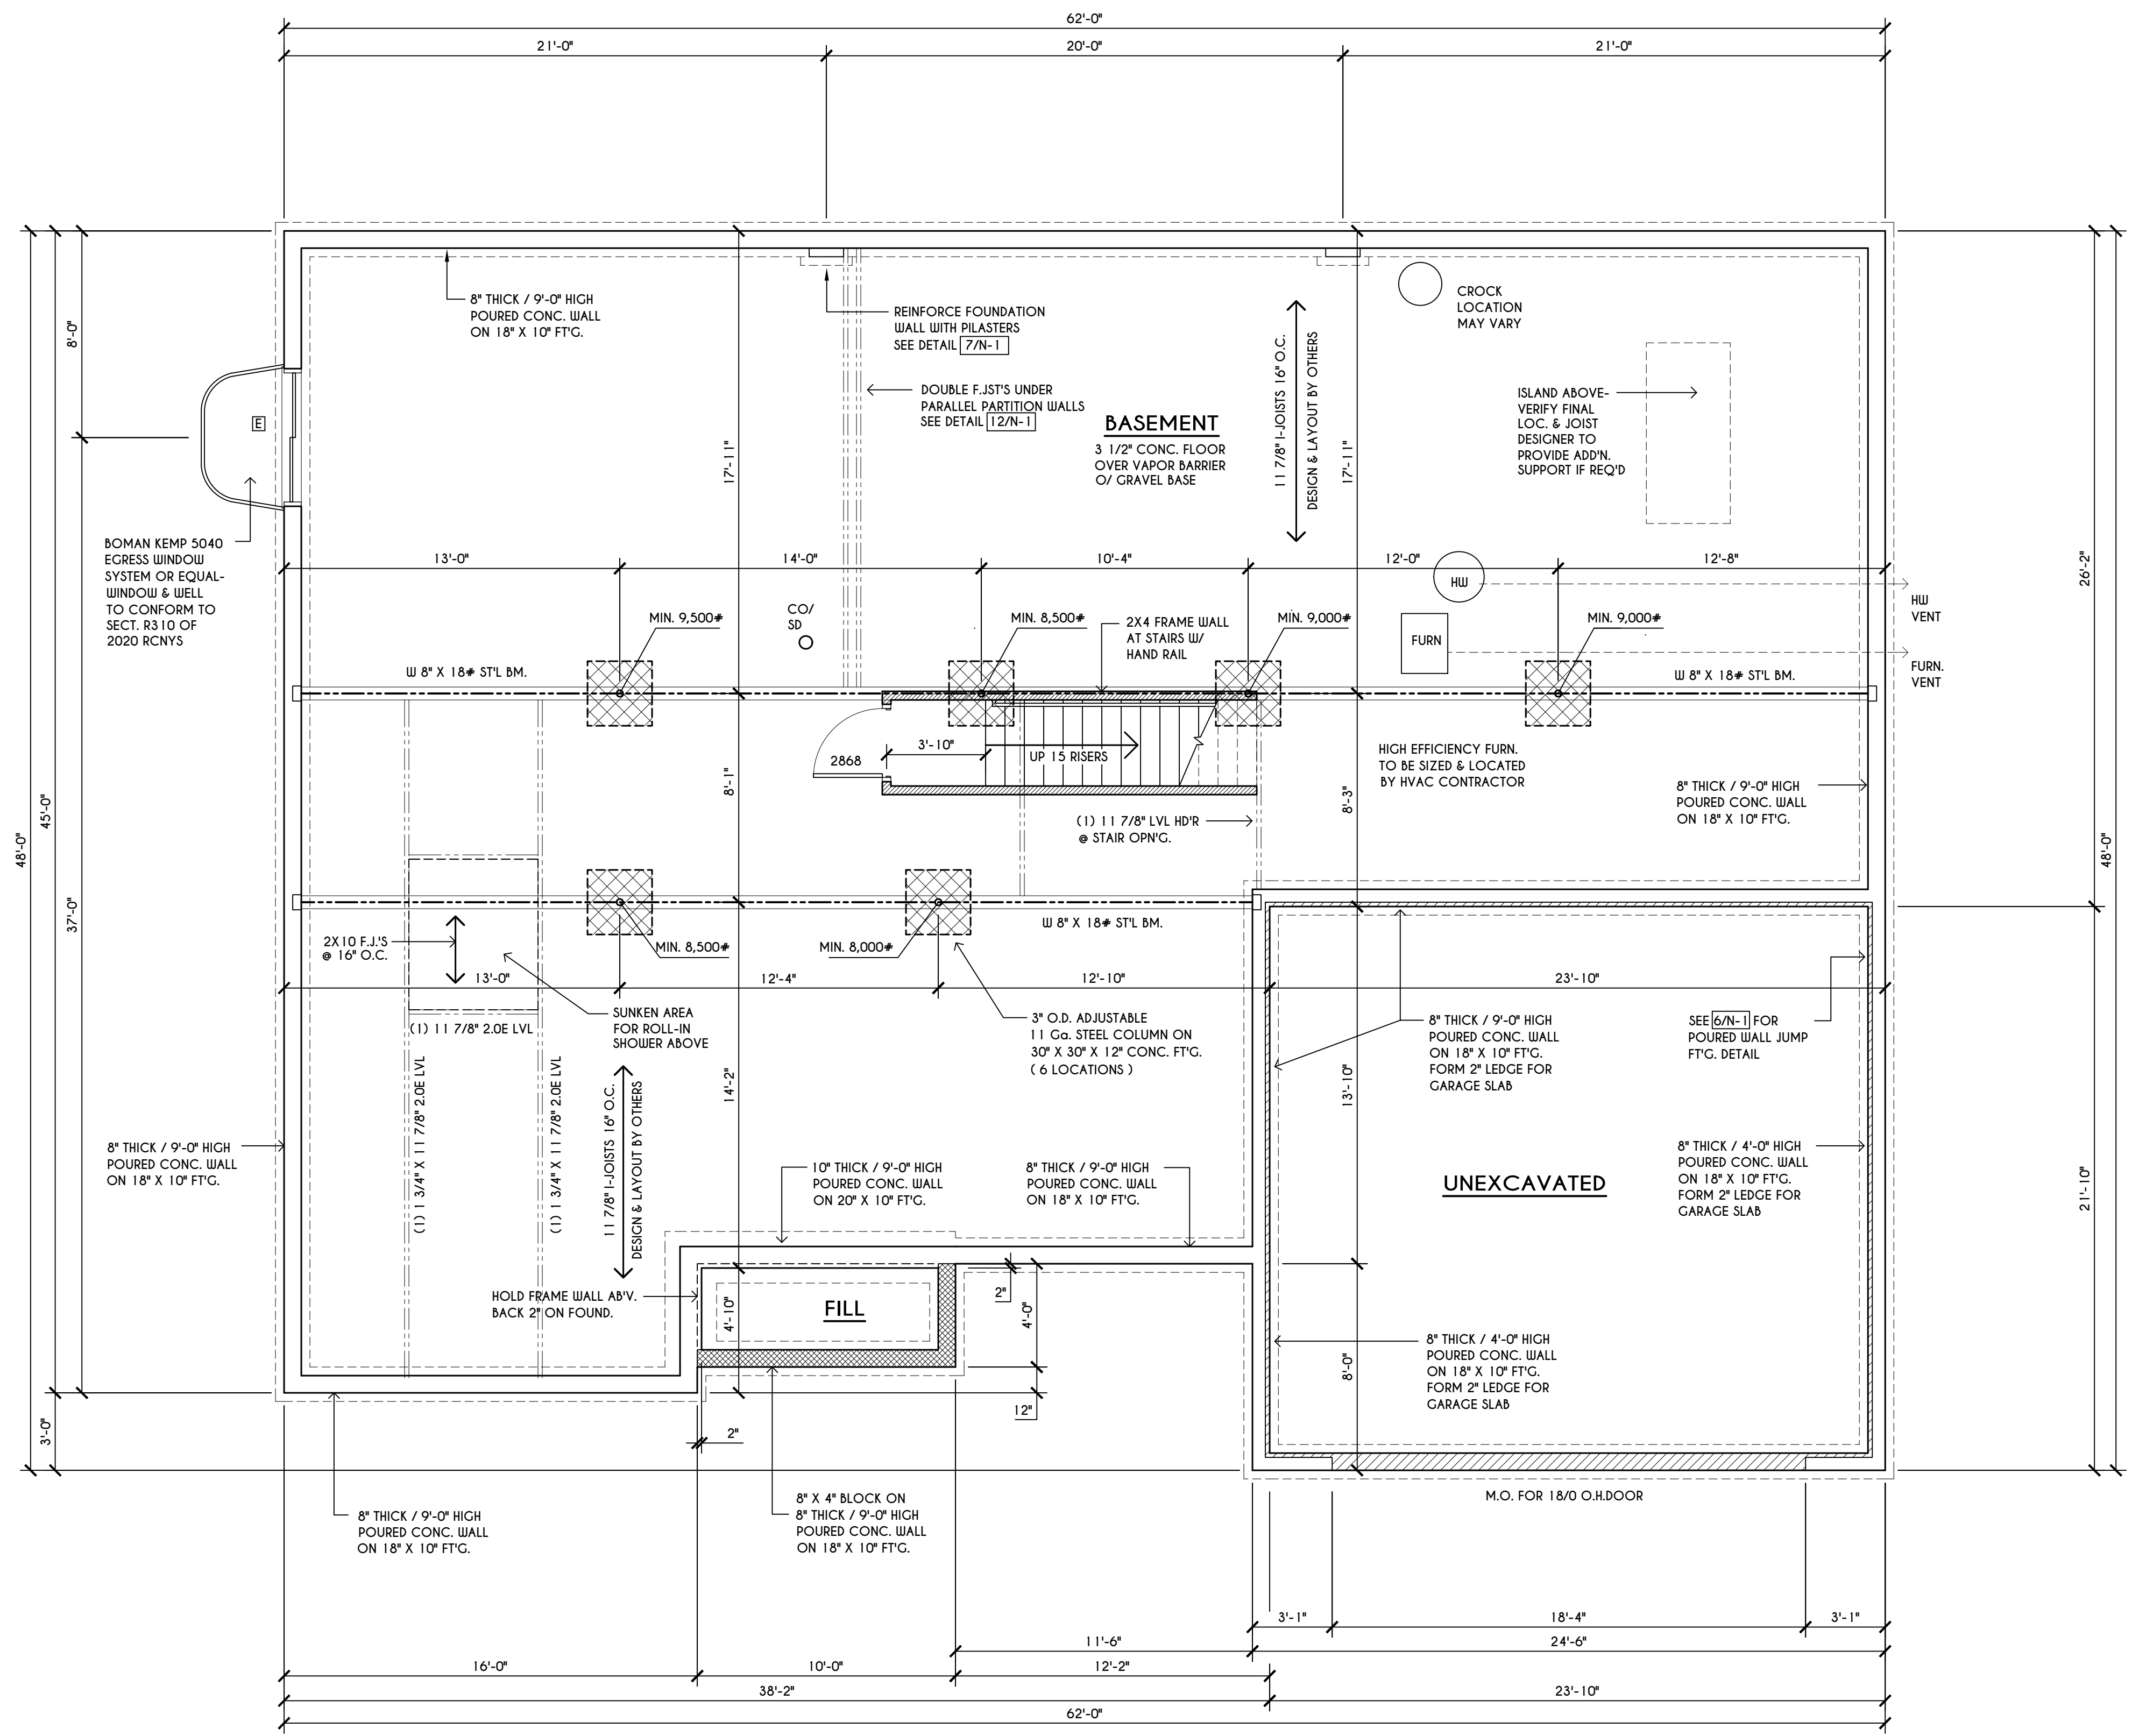 62'-0"
21'-0"
20'-0"
21'-0"
8'-0"
48'-0"
45'-0"
37'-0"
3'-0"
8" THICK / 9'-0" HIGH
POURED CONC. WALL
ON 18" X 10" FT'G.
REINFORCE FOUNDATION
WALL WITH PILASTERS
SEE DETAIL 7/N-1
DOUBLE F.JST'S UNDER
PARALLEL PARTITION WALLS
SEE DETAIL 12/N-1
BASEMENT
3 1/2" CONC. FLOOR
OVER VAPOR BARRIER
O/ GRAVEL BASE
11 7/8" I-JOISTS 16" O.C.
DESIGN & LAYOUT BY OTHERS
17'-11"
17'-11"
CROCK
LOCATION
MAY VARY
ISLAND ABOVE-
VERIFY FINAL
LOC. & JOIST
DESIGNER TO
PROVIDE ADD'N.
SUPPORT IF REQ'D
E
BOMAN KEMP 5040
EGRESS WINDOW
SYSTEM OR EQUAL-
WINDOW & WELL
TO CONFORM TO
SECT. R310 OF
2020 RCNYS
13'-0"
14'-0"
10'-4"
12'-0"
12'-8"
26'-2"
HW
HW
VENT
FURN
FURN.
VENT
MIN. 9,500#
CO/
SD
MIN. 8,500#
2X4 FRAME WALL
AT STAIRS W/
HAND RAIL
MIN. 9,000#
MIN. 9,000#
W 8" X 18# ST'L BM.
W 8" X 18# ST'L BM.
3'-10"
2868
UP 15 RISERS
8'-1"
8'-3"
HIGH EFFICIENCY FURN.
TO BE SIZED & LOCATED
BY HVAC CONTRACTOR
8" THICK / 9'-0" HIGH
POURED CONC. WALL
ON 18" X 10" FT'G.
(1) 11 7/8" LVL HD'R
@ STAIR OPN'G.
48'-0"
W 8" X 18# ST'L BM.
2X10 F.J.'S
@ 16" O.C.
MIN. 8,500#
MIN. 8,000#
13'-0"
12'-4"
12'-10"
23'-10"
SUNKEN AREA
FOR ROLL-IN
SHOWER ABOVE
(1) 11 7/8" 2.0E LVL
3" O.D. ADJUSTABLE
11 Ga. STEEL COLUMN ON
30" X 30" X 12" CONC. FT'G.
( 6 LOCATIONS )
8" THICK / 9'-0" HIGH
POURED CONC. WALL
ON 18" X 10" FT'G.
FORM 2" LEDGE FOR
GARAGE SLAB
SEE 6/N-1 FOR
POURED WALL JUMP
FT'G. DETAIL
(1) 1 3/4" X 11 7/8" 2.0E LVL
(1) 1 3/4" X 11 7/8" 2.0E LVL
11 7/8" I-JOISTS 16" O.C.
DESIGN & LAYOUT BY OTHERS
14'-2"
13'-10"
8" THICK / 9'-0" HIGH
POURED CONC. WALL
ON 18" X 10" FT'G.
10" THICK / 9'-0" HIGH
POURED CONC. WALL
ON 20" X 10" FT'G.
8" THICK / 9'-0" HIGH
POURED CONC. WALL
ON 18" X 10" FT'G.
UNEXCAVATED
8" THICK / 4'-0" HIGH
POURED CONC. WALL
ON 18" X 10" FT'G.
FORM 2" LEDGE FOR
GARAGE SLAB
21'-10"
HOLD FRAME WALL AB'V.
BACK 2" ON FOUND.
4'-10"
FILL
2"
4'-0"
12"
2"
8" THICK / 4'-0" HIGH
POURED CONC. WALL
ON 18" X 10" FT'G.
FORM 2" LEDGE FOR
GARAGE SLAB
8'-0"
8" THICK / 9'-0" HIGH
POURED CONC. WALL
ON 18" X 10" FT'G.
8" X 4" BLOCK ON
8" THICK / 9'-0" HIGH
POURED CONC. WALL
ON 18" X 10" FT'G.
M.O. FOR 18/0 O.H.DOOR
3'-1"
18'-4"
3'-1"
11'-6"
24'-6"
16'-0"
10'-0"
12'-2"
38'-2"
23'-10"
62'-0"